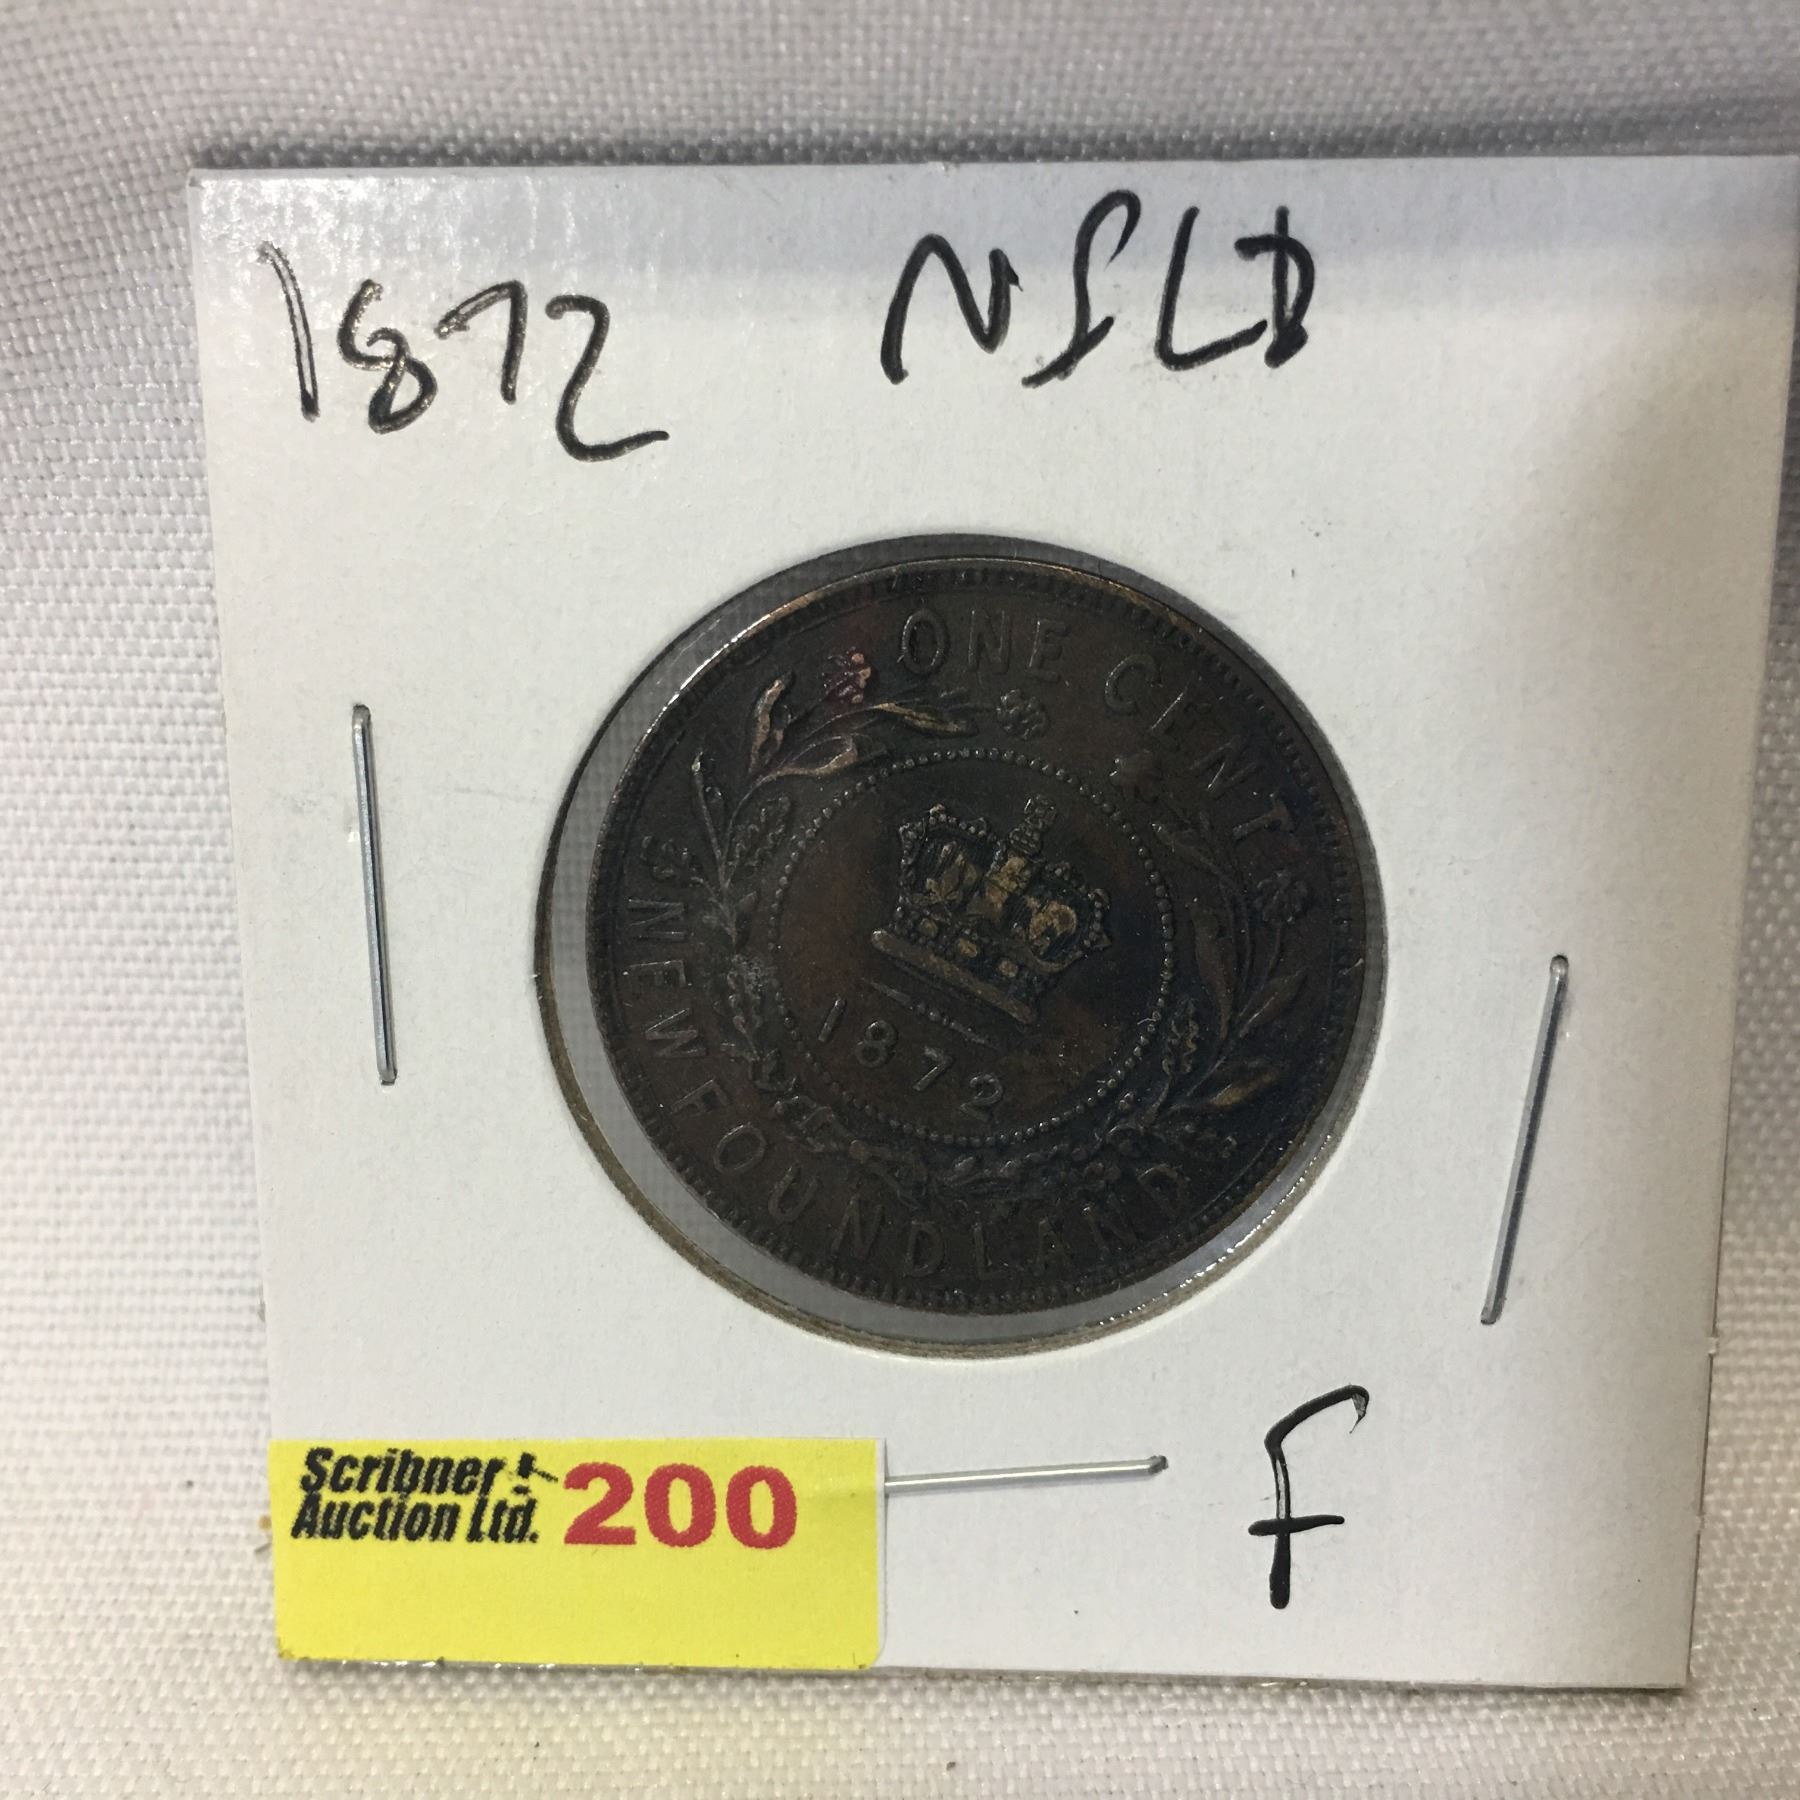 1872 NFLD
ONE CENT
1872
NEWFOUNDLAND
F
Scribner
Auction Ltd. 200